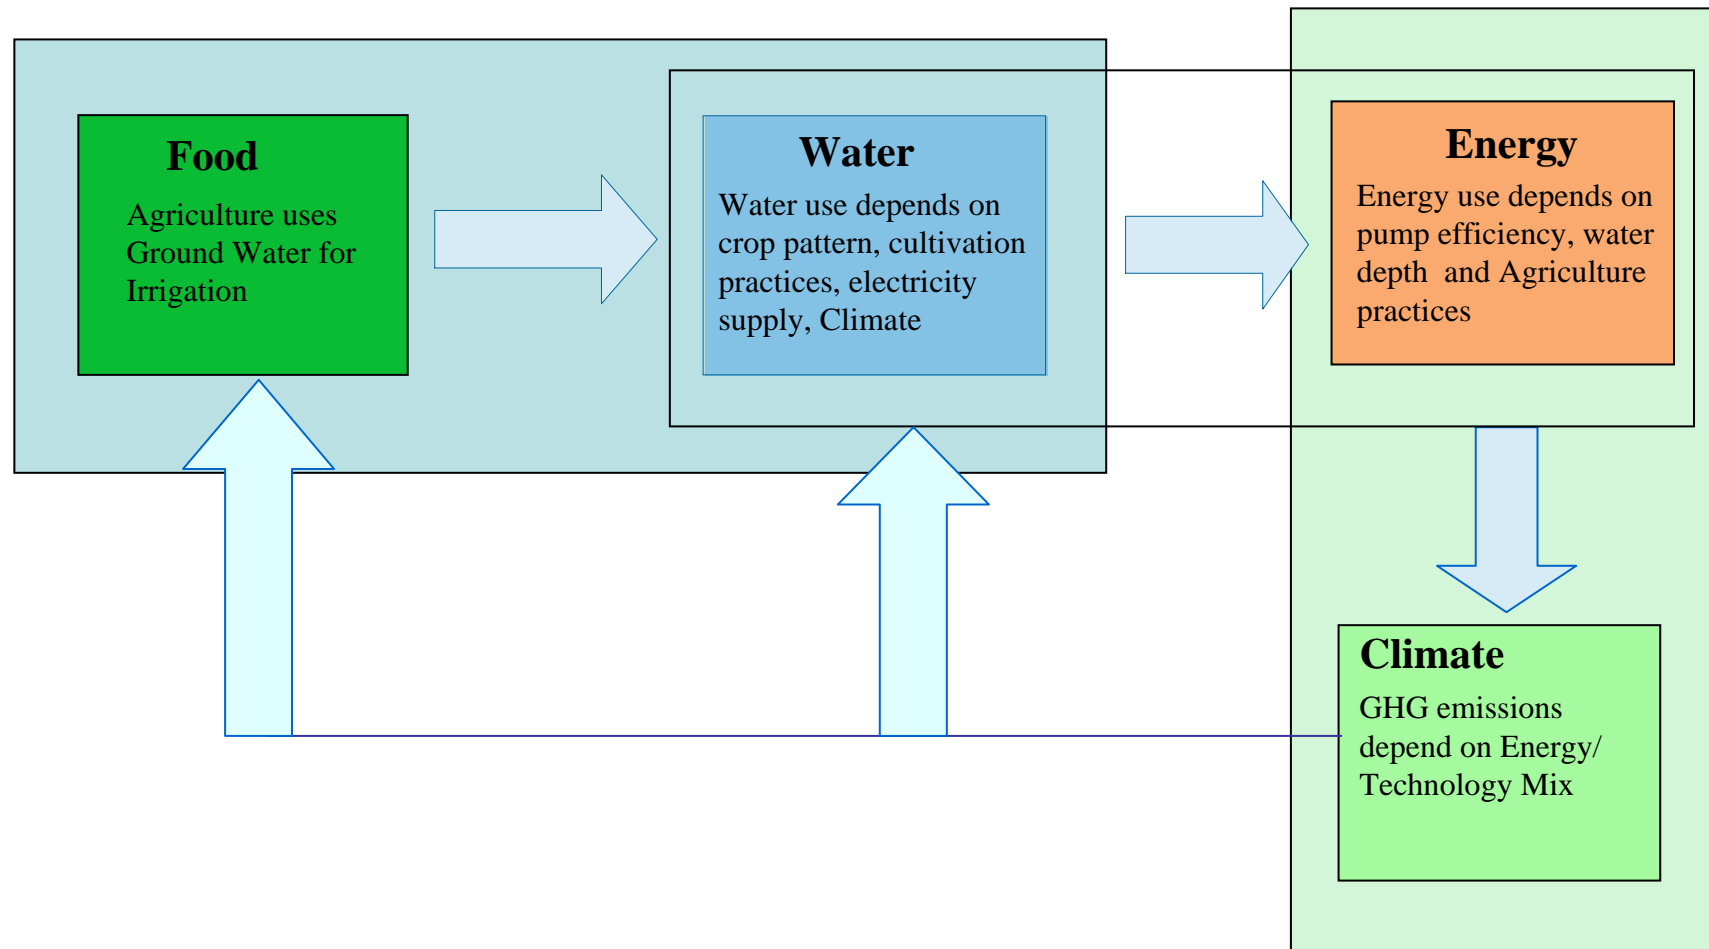 Food
Agriculture uses
Ground Water for
Irrigation
Water
Water use depends on
crop pattern, cultivation
practices, electricity
supply, Climate
Energy
Energy use depends on
pump efficiency, water
depth  and Agriculture
practices
Climate
GHG emissions
depend on Energy/
Technology Mix